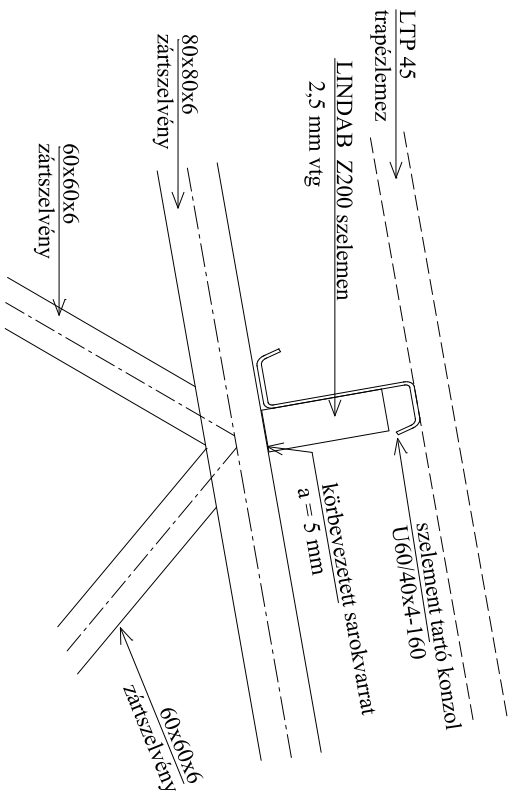 LTP 45
trapézlemez
LINDAB Z200 szelemen
2,5 mm vtg
80x80x6
zártszelvény
60x60x6
zártszelvény
szelement tartó konzol
U60/40x4-160
körbevezetett sarokvarrat
a = 5 mm
60x60x6
zártszelvény